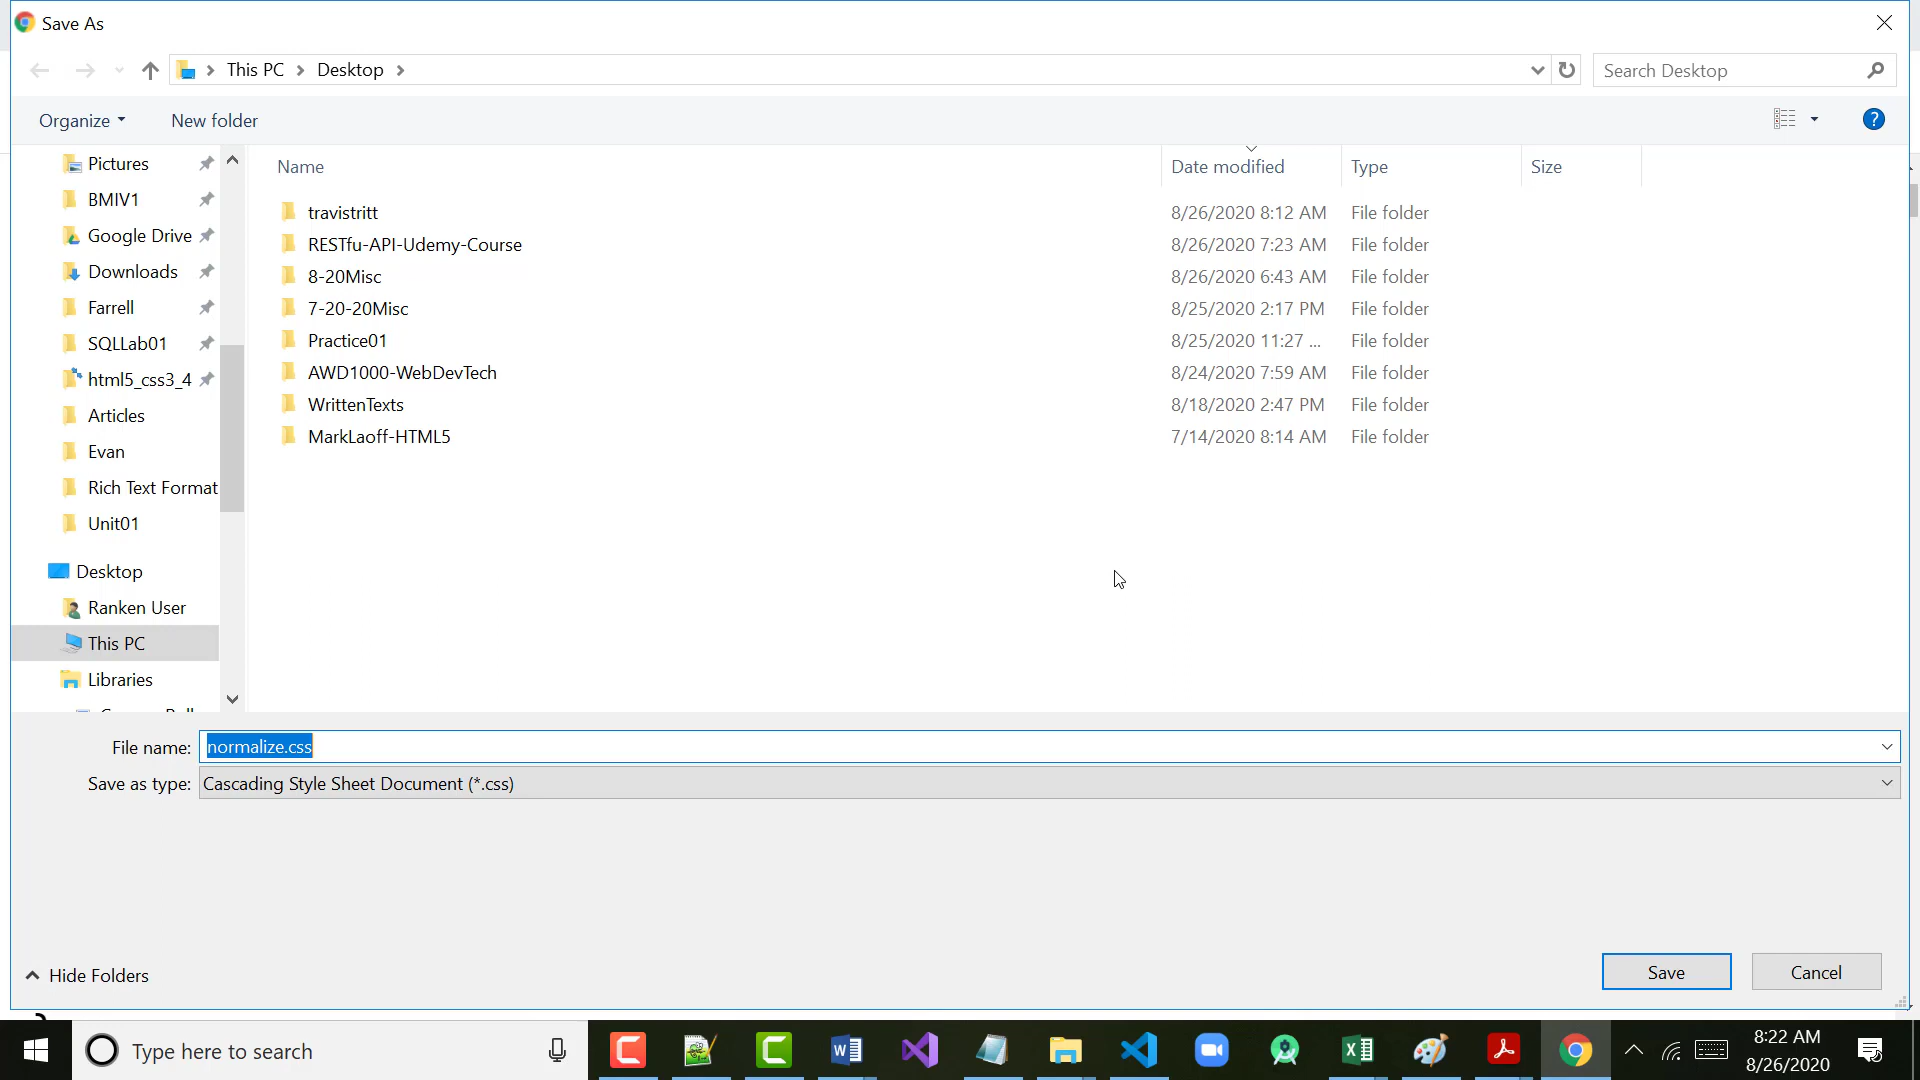 Save As
This PC
Desktop
Search Desktop
Organize
New folder
Name
Date modified
Type
Size
Pictures
BMIV1
Google Drive
Downloads
Farrell
SQLLab01
html5_css3_4
Articles
Evan
Rich Text Format
Unit01
Desktop
Ranken User
This PC
Libraries
travistritt 8/26/2020 8:12 AM File folder
RESTfu-API-Udemy-Course 8/26/2020 7:23 AM File folder
8-20Misc 8/26/2020 6:43 AM File folder
7-20-20Misc 8/25/2020 2:17 PM File folder
Practice01 8/25/2020 11:27 ... File folder
AWD1000-WebDevTech 8/24/2020 7:59 AM File folder
WrittenTexts 8/18/2020 2:47 PM File folder
MarkLaoff-HTML5 7/14/2020 8:14 AM File folder
File name: normalize.css
Save as type: Cascading Style Sheet Document (*.css)
Hide Folders
Save
Cancel
Type here to search
8:22 AM
8/26/2020